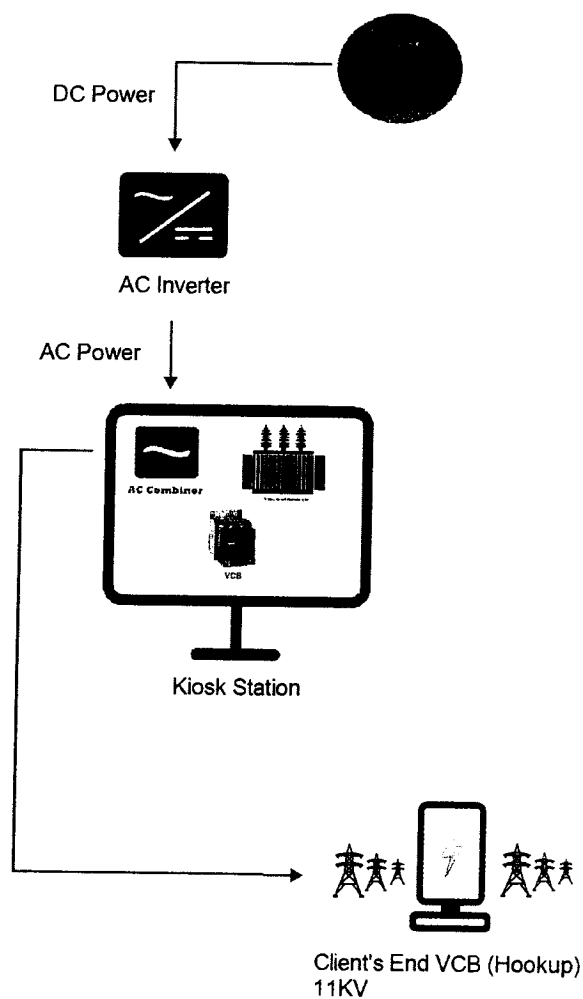 DC Power
AC Inverter
AC Power
AC Combiner
VCB
Kiosk Station
Client's End VCB (Hookup)
11KV